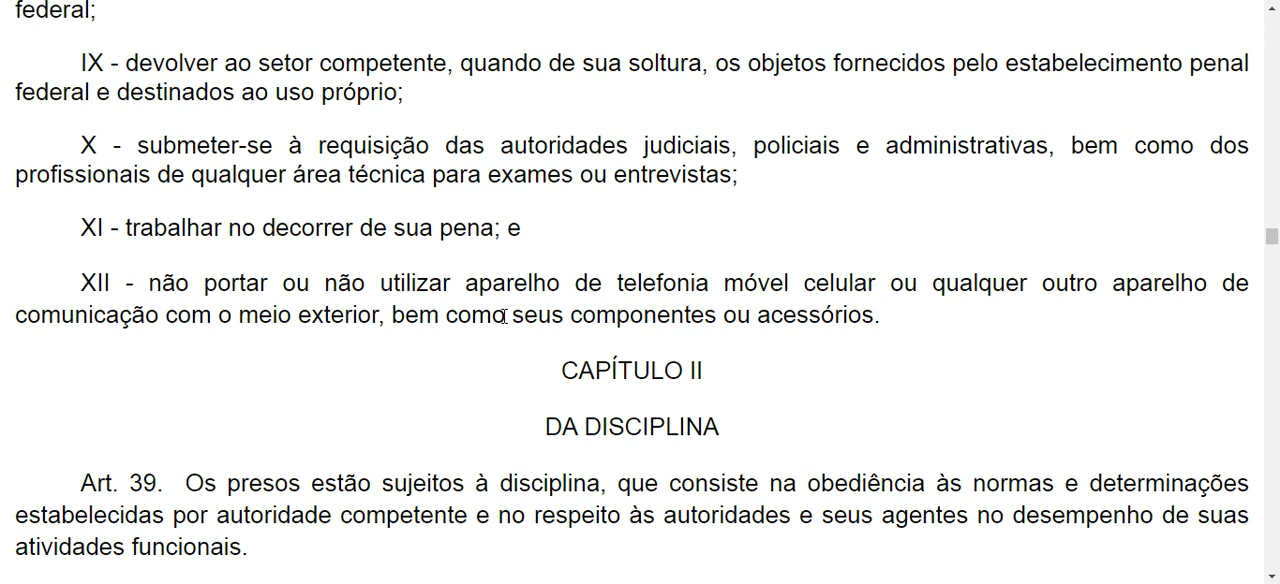 federal;
IX - devolver ao setor competente, quando de sua soltura, os objetos fornecidos pelo estabelecimento penal
federal e destinados ao uso próprio;
X - submeter-se à requisição das autoridades judiciais, policiais e administrativas, bem como dos
profissionais de qualquer área técnica para exames ou entrevistas;
XI - trabalhar no decorrer de sua pena; e
XII - não portar ou não utilizar aparelho de telefonia móvel celular ou qualquer outro aparelho de
comunicação com o meio exterior, bem como seus componentes ou acessórios.
CAPÍTULO II
DA DISCIPLINA
Art. 39. Os presos estão sujeitos à disciplina, que consiste na obediência às normas e determinações
estabelecidas por autoridade competente e no respeito às autoridades e seus agentes no desempenho de suas
atividades funcionais.